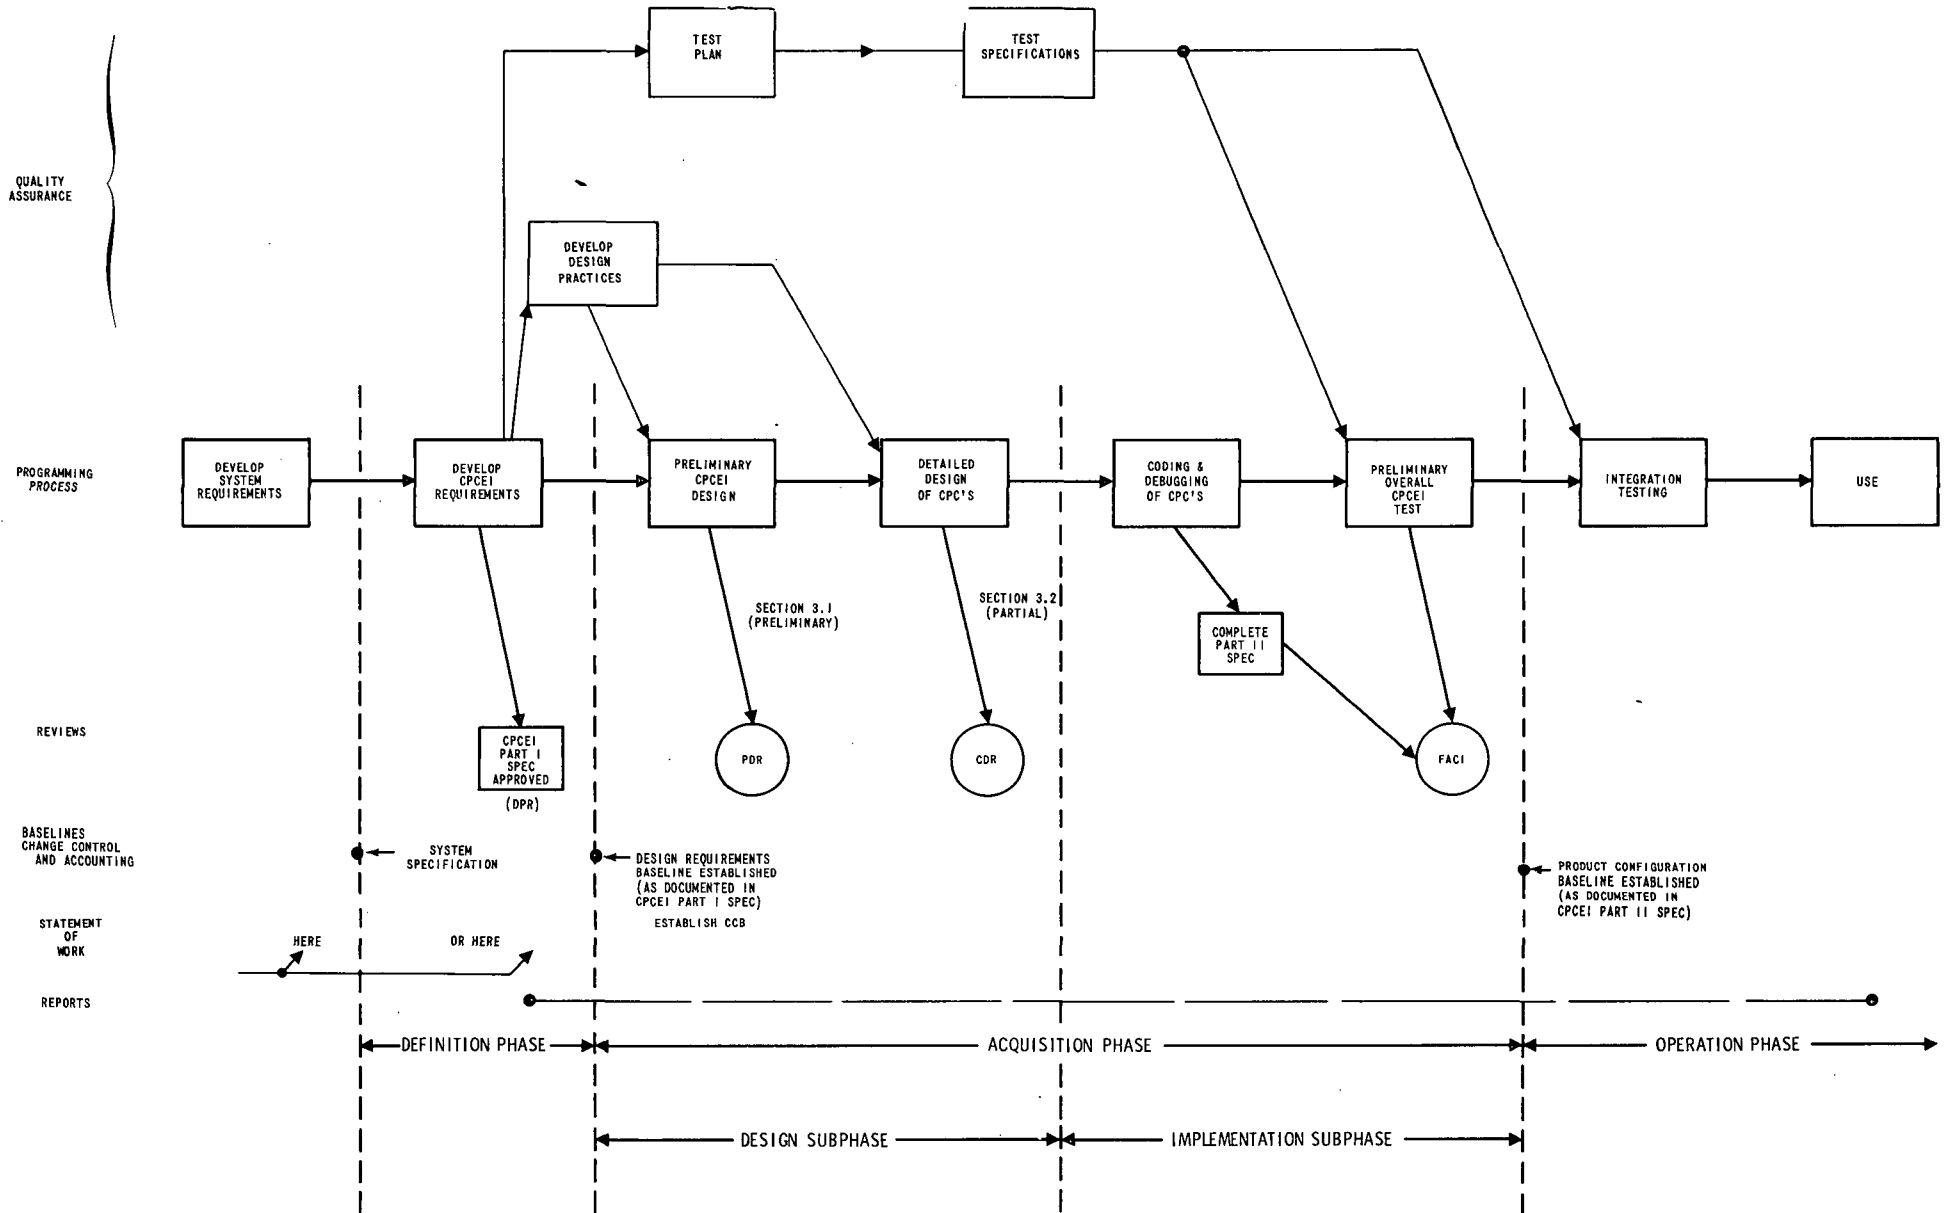 TEST
PLAN
TEST
SPECIFICATIONS
QUALITY
ASSURANCE
DEVELOP
DESIGN
PRACTICES
PROGRAMMING
PROCESS
DEVELOP
SYSTEM
REQUIREMENTS
DEVELOP
CPCEI
REQUIREMENTS
PRELIMINARY
CPCEI
DESIGN
DETAILED
DESIGN
OF CPC'S
CODING &
DEBUGGING
OF CPC'S
PRELIMINARY
OVERALL
CPCEI
TEST
INTEGRATION
TESTING
USE
SECTION 3.1
(PRELIMINARY)
SECTION 3.2
(PARTIAL)
COMPLETE
PART II
SPEC
REVIEWS
CPCEI
PART I
SPEC
APPROVED
(DPR)
PDR
CDR
FACI
BASELINES
CHANGE CONTROL
AND ACCOUNTING
SYSTEM
SPECIFICATION
DESIGN REQUIREMENTS
BASELINE ESTABLISHED
(AS DOCUMENTED IN
CPCEI PART I SPEC)
ESTABLISH CCB
PRODUCT CONFIGURATION
BASELINE ESTABLISHED
(AS DOCUMENTED IN
CPCEI PART II SPEC)
STATEMENT
OF
WORK
HERE
OR HERE
REPORTS
DEFINITION PHASE
ACQUISITION PHASE
OPERATION PHASE
DESIGN SUBPHASE
IMPLEMENTATION SUBPHASE